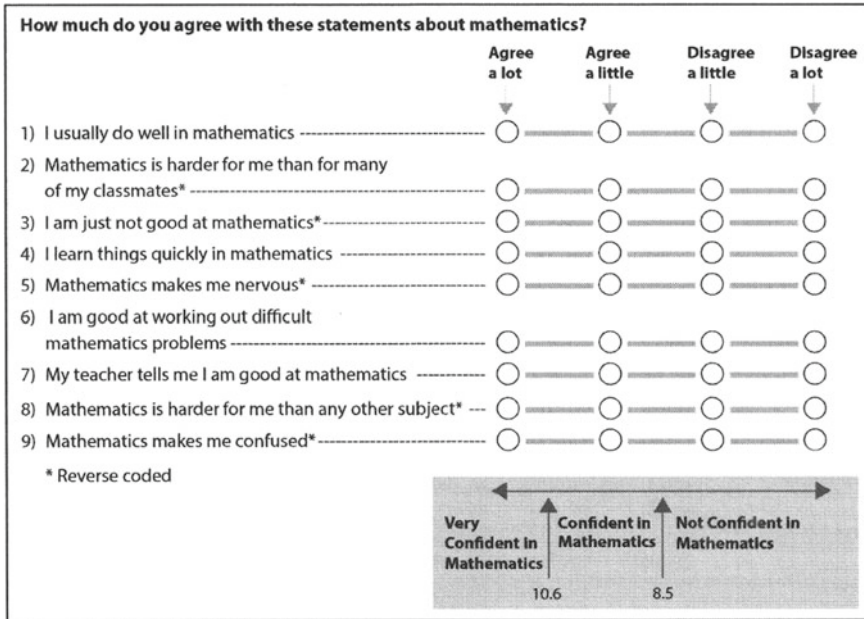 How much do you agree with these statements about mathematics?
Agree a lot
Agree a little
Disagree a little
Disagree a lot
1) I usually do well in mathematics
2) Mathematics is harder for me than for many
of my classmates*
3) I am just not good at mathematics*
4) I learn things quickly in mathematics
5) Mathematics makes me nervous*
6) I am good at working out difficult
mathematics problems
7) My teacher tells me I am good at mathematics
8) Mathematics is harder for me than any other subject*
9) Mathematics makes me confused*
* Reverse coded
Very
Confident in
Mathematics
Confident in
Mathematics
Not Confident in
Mathematics
10.6
8.5